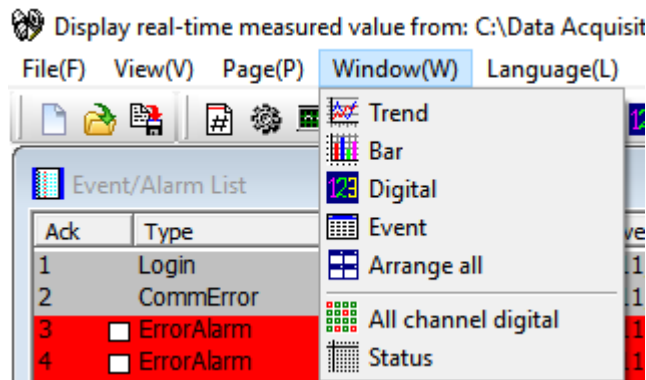 Display real-time measured value from: C:\Data Acquisit
File(F) View(V) Page(P) Window(W) Language(L)
Trend
Bar
Digital
Event
Arrange all
All channel digital
Status
Event/Alarm List
Ack Type
1 Login
2 CommError
3 ErrorAlarm
4 ErrorAlarm